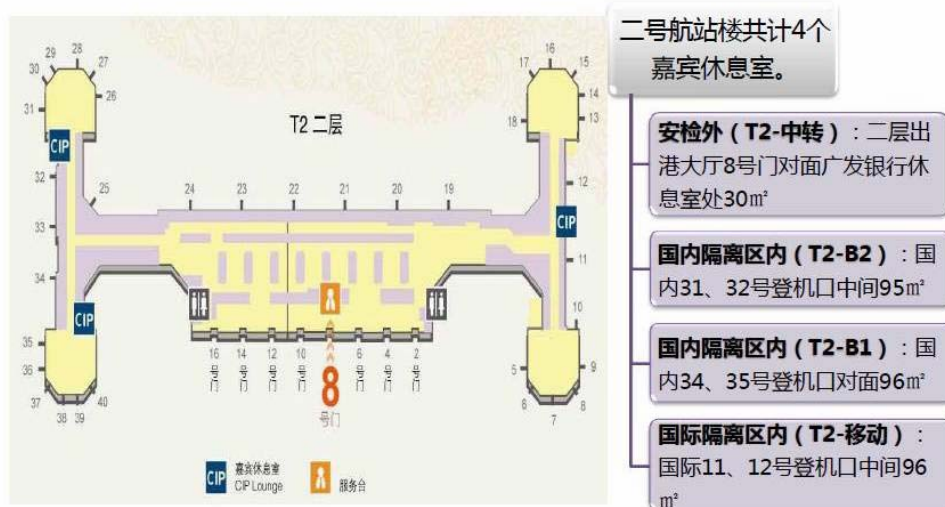 二号航站楼共计4个
嘉宾休息室。
安检外（T2-中转）：二层出
港大厅8号门对面广发银行休
息室处30㎡
国内隔离区内（T2-B2）：国
内31、32号登机口中间95㎡
国内隔离区内（T2-B1）：国
内34、35号登机口对面96㎡
国际隔离区内（T2-移动）：
国际11、12号登机口中间96
㎡
T2 二层
28
29
27
30
26
31
CIP
32
25
33
34
CIP
35
36
37
38
39
40
24
23
22
21
20
19
16
17
15
14
18
13
12
CIP
11
10
5
9
6
8
7
16号门
14号门
12号门
10号门
8
号门
6号门
4号门
2号门
CIP
嘉宾休息室
CIP Lounge
服务台